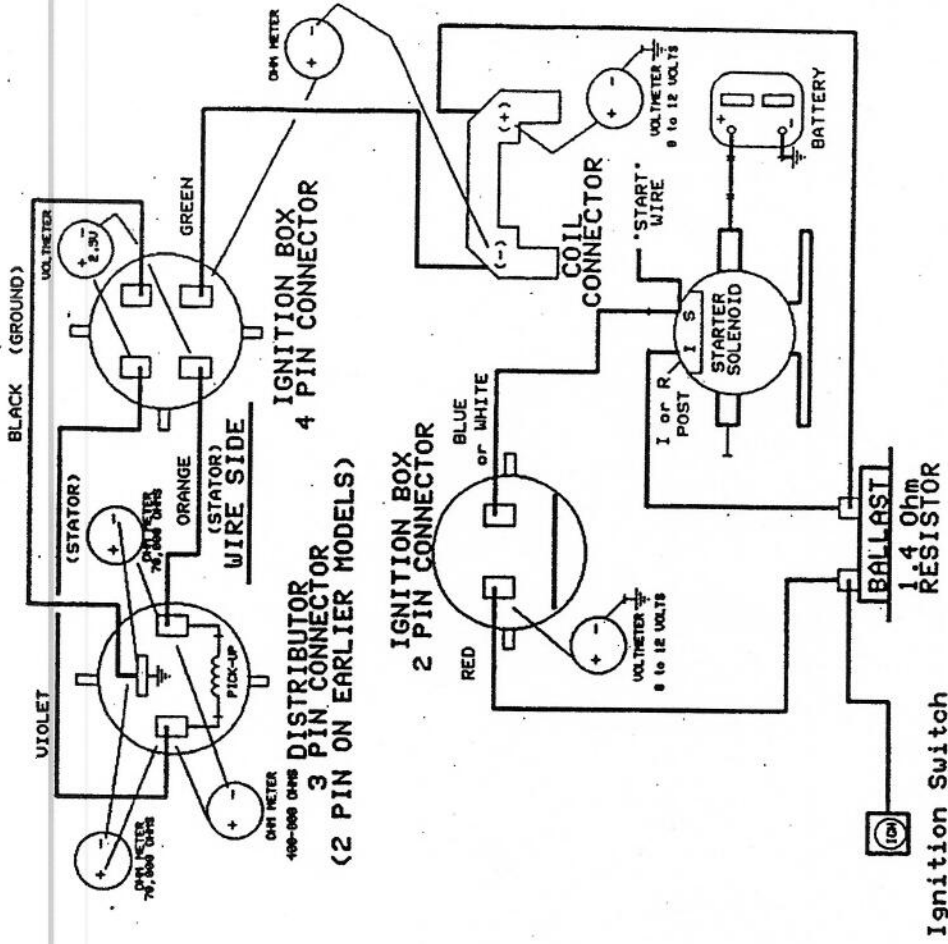 BLACK (GROUND)
VIOLET
(STATOR)
VOLTMETER
+ -
2.5V
GREEN
OHM METER
+ -
ORANGE
(STATOR)
WIRE SIDE
IGNITION BOX
4 PIN CONNECTOR
+ -
OHM METER
70,000 OHMS
PICK-UP
+ -
OHM METER
70,000 OHMS
+ -
OHM METER
400-800 OHMS
DISTRIBUTOR
3 PIN CONNECTOR
(2 PIN ON EARLIER MODELS)
IGNITION BOX
2 PIN CONNECTOR
RED
BLUE
or WHITE
+ -
VOLTMETER
8 to 12 VOLTS
(-)
(+)
COIL
CONNECTOR
+ -
VOLTMETER
8 to 12 VOLTS
"START"
WIRE
I or R
POST
I S
STARTER
SOLENOID
+ -
BATTERY
BALLAST
1.4 Ohm
RESISTOR
IGN
Ignition Switch